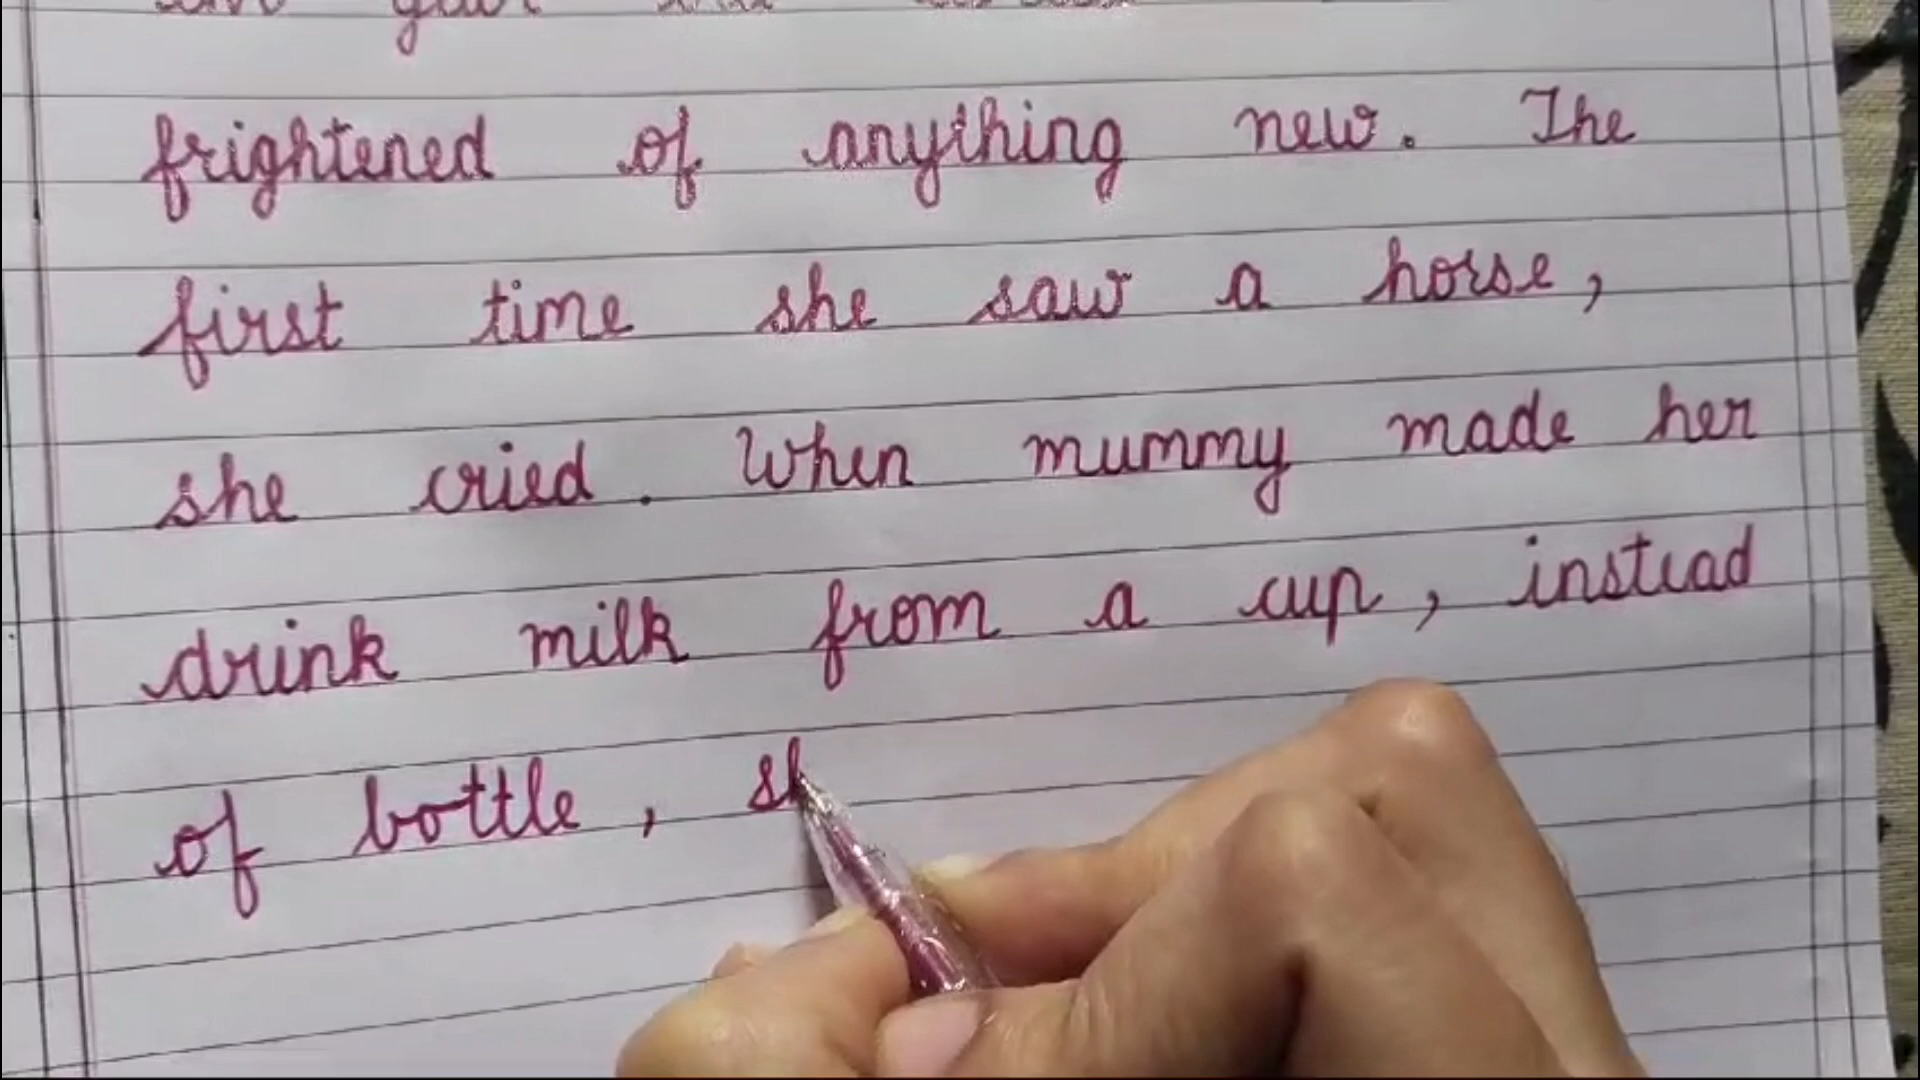 frightened of anything new. The
first time she saw a horse,
she cried. When mummy made her
drink milk from a cup, instead
of bottle, sh